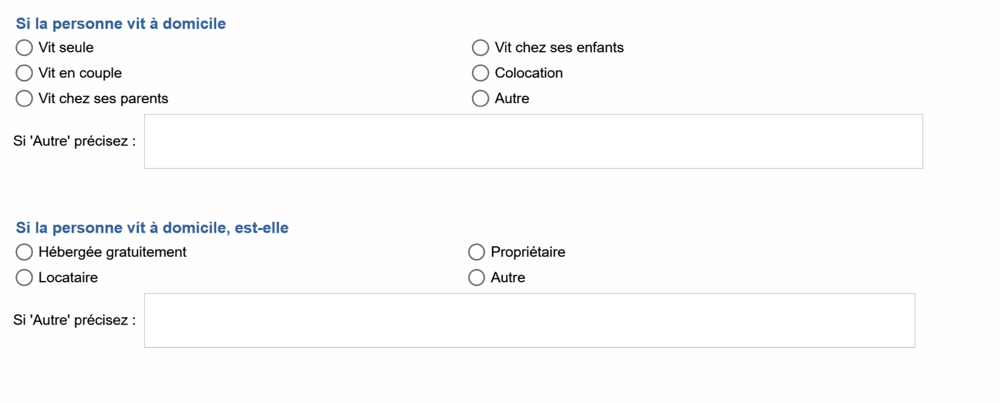 Si la personne vit à domicile
Vit seule
Vit chez ses enfants
Vit en couple
Colocation
Vit chez ses parents
Autre
Si 'Autre' précisez :
Si la personne vit à domicile, est-elle
Hébergée gratuitement
Propriétaire
Locataire
Autre
Si 'Autre' précisez :